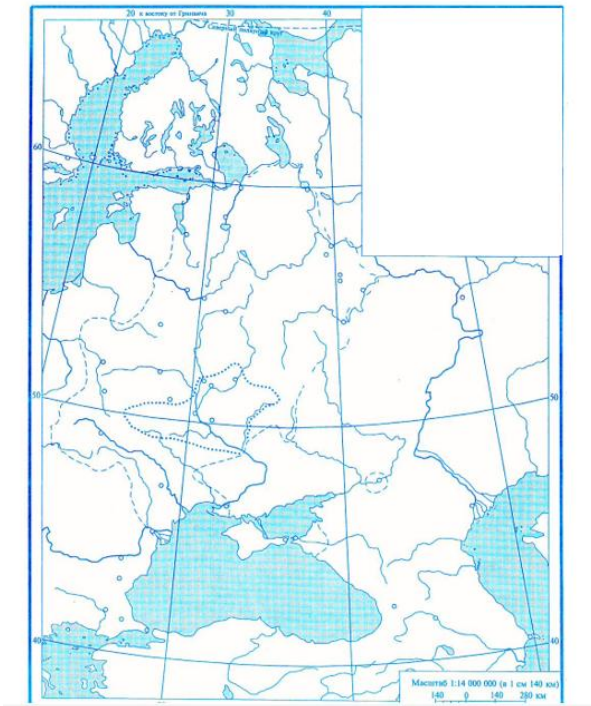 20 к востоку от Гринвича 30 40
Северный полярный круг
60
50 50
40 40
Масштаб 1:14 000 000 (в 1 см 140 км)
140 0 140 280 км